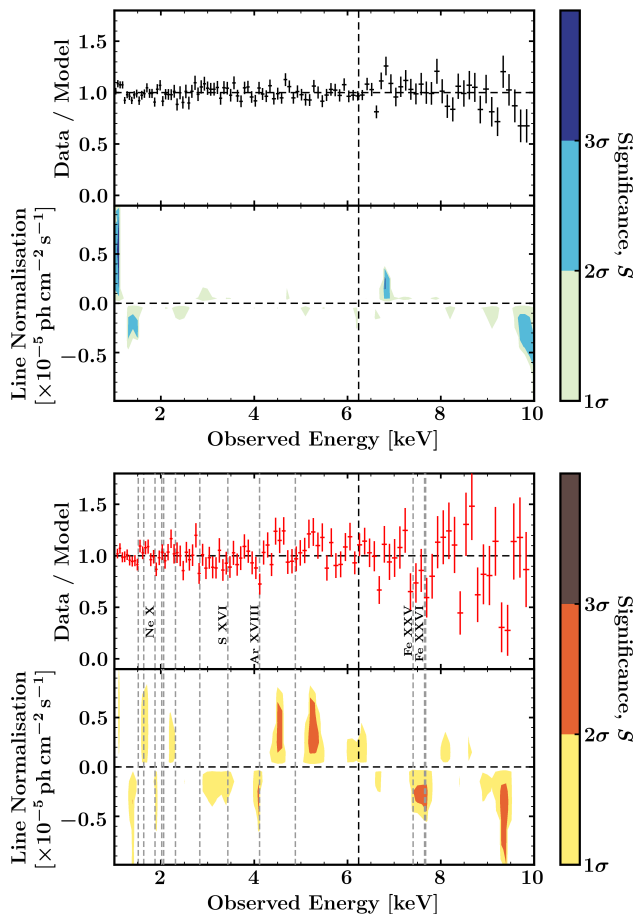 1.5
1.0
0.5
0.0
Data / Model
0.5
0.0
−0.5
Line Normalisation
[×10⁻⁵ ph cm⁻² s⁻¹]
2
4
6
8
10
Observed Energy [keV]
3σ
2σ
1σ
Significance, S
1.5
1.0
0.5
0.0
Data / Model
Ne X
S XVI
Ar XVIII
Fe XXV
Fe XXVI
0.5
0.0
−0.5
Line Normalisation
[×10⁻⁵ ph cm⁻² s⁻¹]
2
4
6
8
10
Observed Energy [keV]
3σ
2σ
1σ
Significance, S